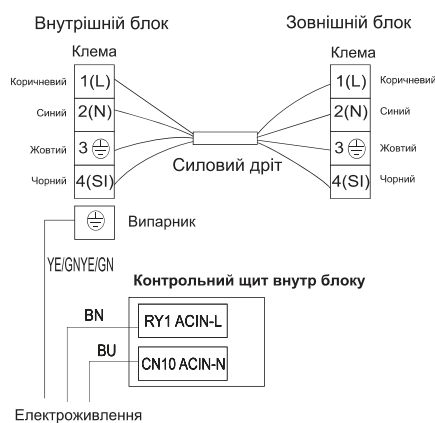 Внутрішній блок
Зовнішній блок
Клема
Клема
Коричневий 1(L)
1(L) Коричневий
Синий 2(N)
2(N) Синий
Жовтий 3
3 Жовтий
Чорний 4(SI)
4(SI) Чорний
Силовий дріт
Випарник
YE/GNYE/GN
Контрольний щит внутр блоку
BN
RY1 ACIN-L
BU
CN10 ACIN-N
Електроживлення